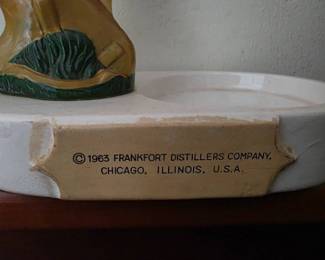 © 1963 FRANKFORT DISTILLERS COMPANY,
CHICAGO, ILLINOIS, U.S.A.